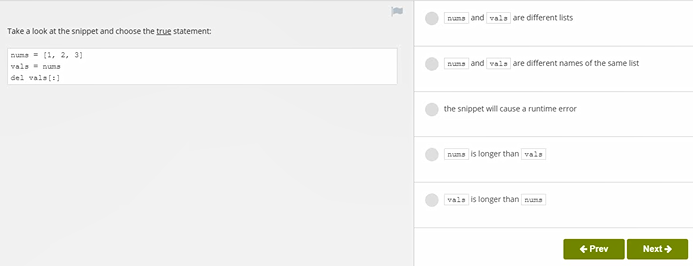 Take a look at the snippet and choose the true statement:
nums = [1, 2, 3]
vals = nums
del vals[:]
nums and vals are different lists
nums and vals are different names of the same list
the snippet will cause a runtime error
nums is longer than vals
vals is longer than nums
← Prev
Next →